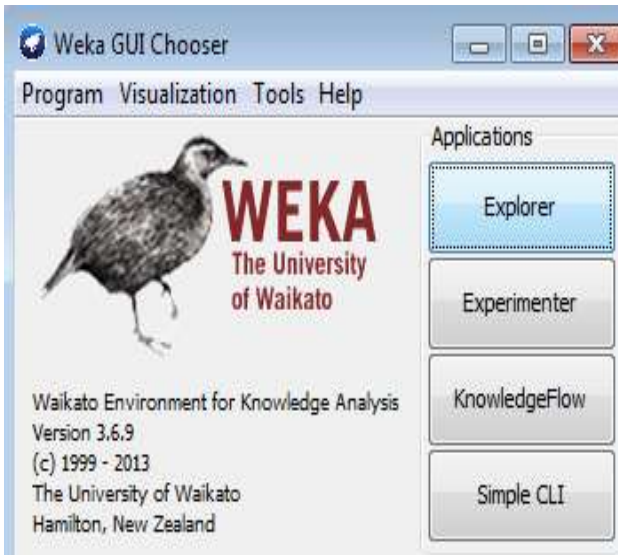 Weka GUI Chooser
Program Visualization Tools Help
WEKA
The University
of Waikato
Waikato Environment for Knowledge Analysis
Version 3.6.9
(c) 1999 - 2013
The University of Waikato
Hamilton, New Zealand
Applications
Explorer
Experimenter
KnowledgeFlow
Simple CLI